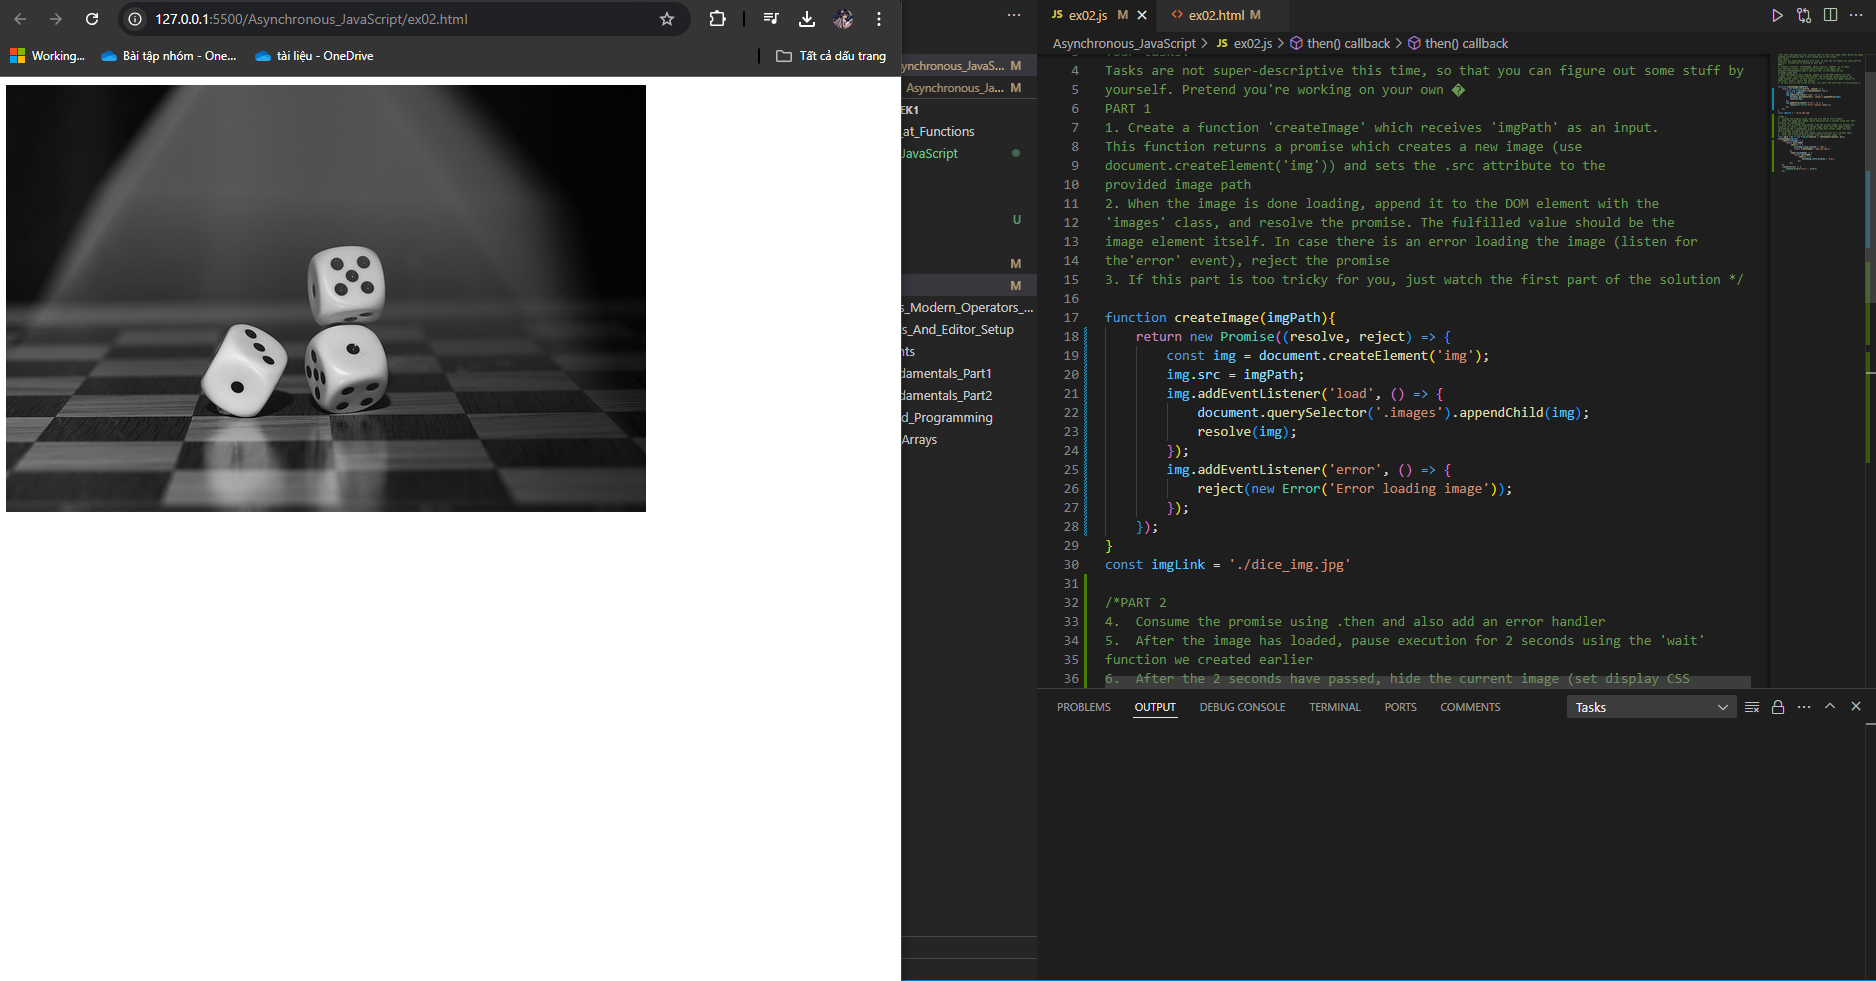 127.0.0.1:5500/Asynchronous_JavaScript/ex02.html
Working...
Bài tập nhóm - One...
tài liệu - OneDrive
Tất cả dấu trang
ynchronous_JavaS... M
Asynchronous_Ja... M
EK1
_at_Functions
JavaScript
U
M
M
s_Modern_Operators_...
s_And_Editor_Setup
nts
damentals_Part1
damentals_Part2
d_Programming
Arrays
JS ex02.js M
<> ex02.html M
Asynchronous_JavaScript > JS ex02.js > then() callback > then() callback
4 Tasks are not super-descriptive this time, so that you can figure out some stuff by
5 yourself. Pretend you're working on your own �
6 PART 1
7 1. Create a function 'createImage' which receives 'imgPath' as an input.
8 This function returns a promise which creates a new image (use
9 document.createElement('img')) and sets the .src attribute to the
10 provided image path
11 2. When the image is done loading, append it to the DOM element with the
12 'images' class, and resolve the promise. The fulfilled value should be the
13 image element itself. In case there is an error loading the image (listen for
14 the'error' event), reject the promise
15 3. If this part is too tricky for you, just watch the first part of the solution */
16
17 function createImage(imgPath){
18 return new Promise((resolve, reject) => {
19 const img = document.createElement('img');
20 img.src = imgPath;
21 img.addEventListener('load', () => {
22 document.querySelector('.images').appendChild(img);
23 resolve(img);
24 });
25 img.addEventListener('error', () => {
26 reject(new Error('Error loading image'));
27 });
28 });
29 }
30 const imgLink = './dice_img.jpg'
31
32 /*PART 2
33 4. Consume the promise using .then and also add an error handler
34 5. After the image has loaded, pause execution for 2 seconds using the 'wait'
35 function we created earlier
36 6. After the 2 seconds have passed, hide the current image (set display CSS
PROBLEMS OUTPUT DEBUG CONSOLE TERMINAL PORTS COMMENTS
Tasks